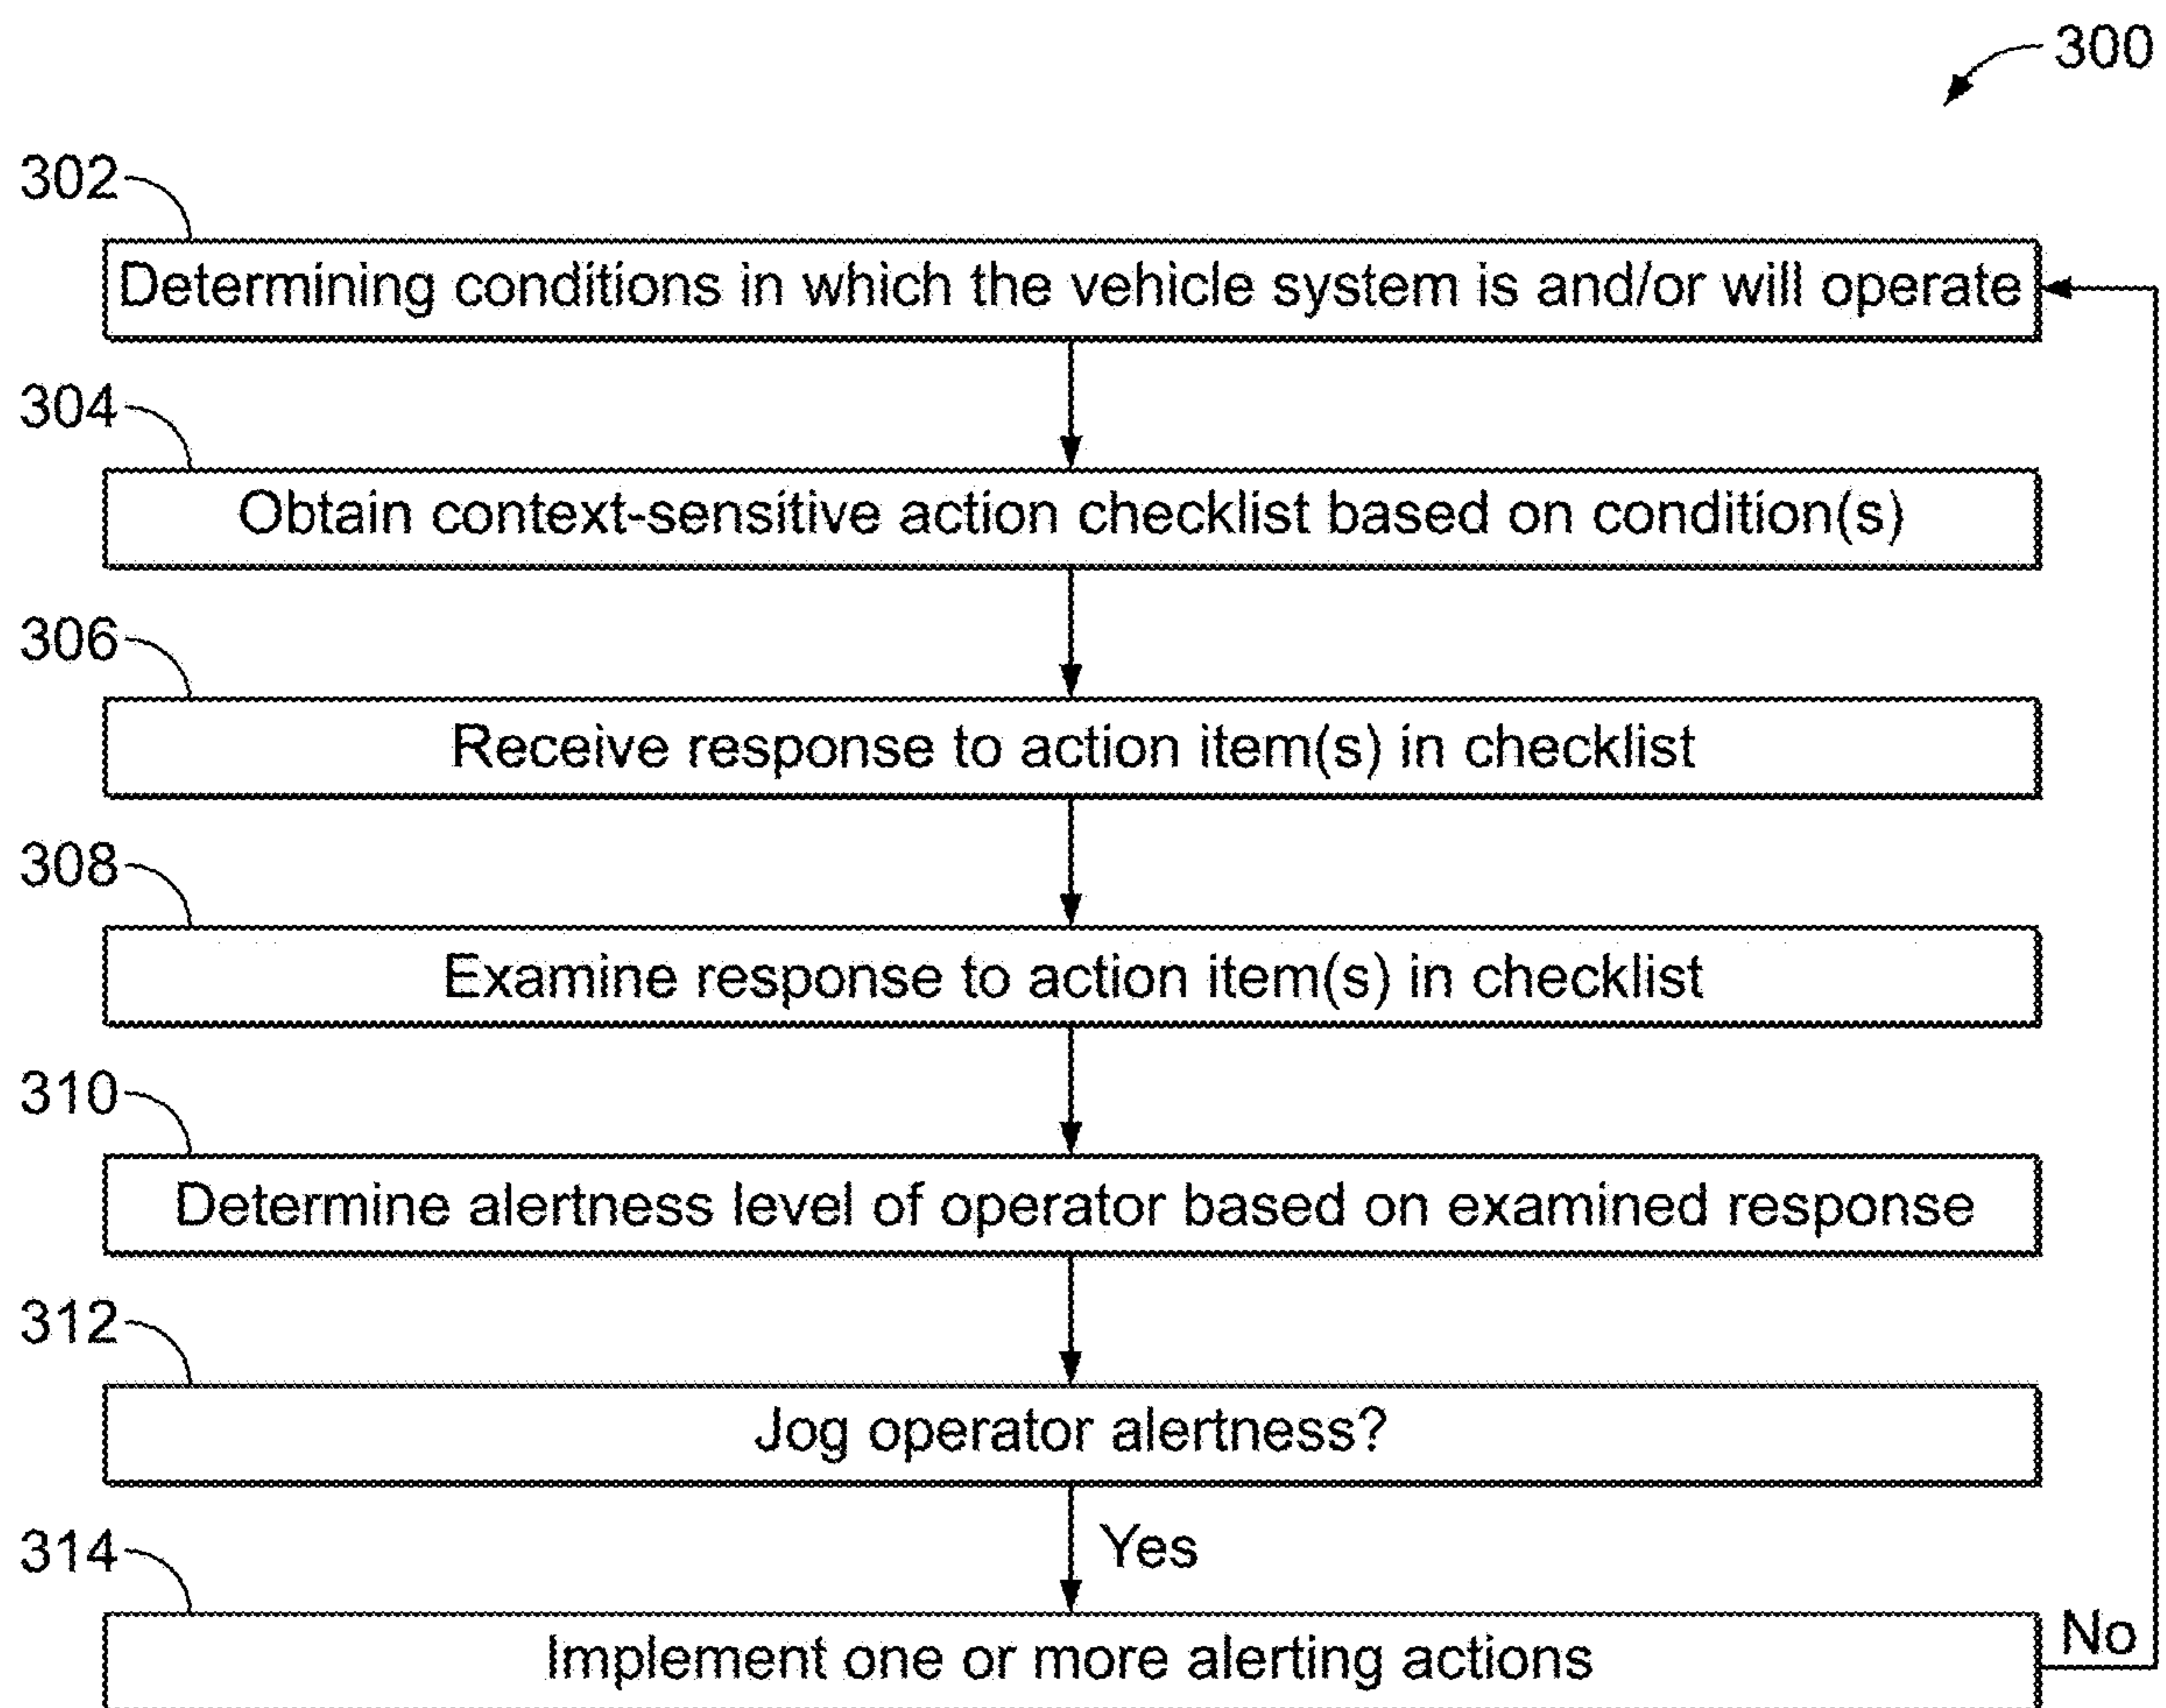 300
302
Determining conditions in which the vehicle system is and/or will operate
304
Obtain context-sensitive action checklist based on condition(s)
306
Receive response to action item(s) in checklist
308
Examine response to action item(s) in checklist
310
Determine alertness level of operator based on examined response
312
Jog operator alertness?
Yes
314
Implement one or more alerting actions
No